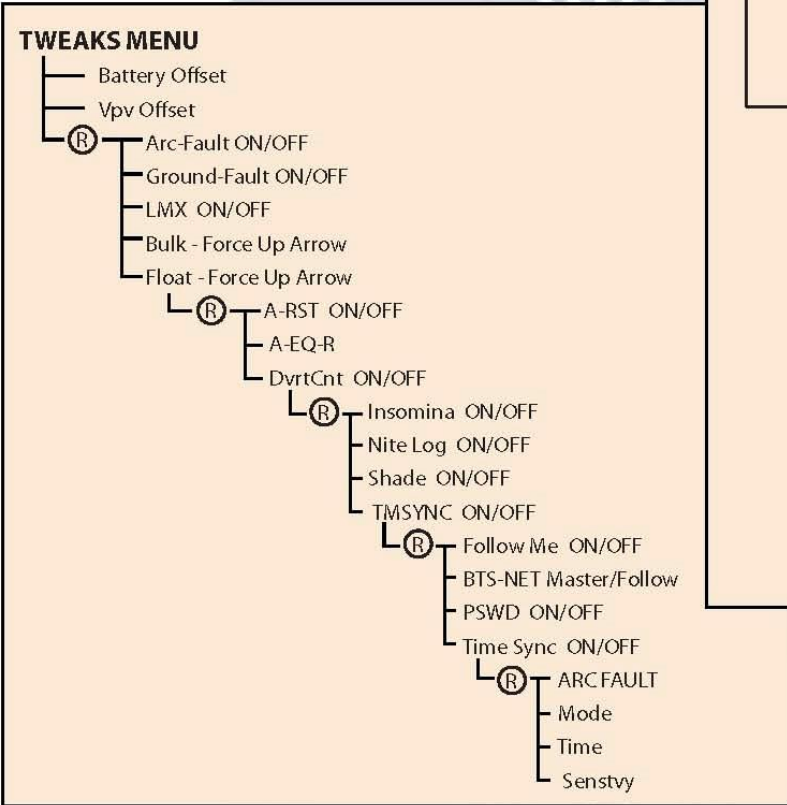 TWEAKS MENU
Battery Offset
Vpv Offset
R Arc-Fault ON/OFF
Ground-Fault ON/OFF
LMX ON/OFF
Bulk - Force Up Arrow
Float - Force Up Arrow
R A-RST ON/OFF
A-EQ-R
DvrtCnt ON/OFF
R Insomina ON/OFF
Nite Log ON/OFF
Shade ON/OFF
TMSYNC ON/OFF
R Follow Me ON/OFF
BTS-NET Master/Follow
PSWD ON/OFF
Time Sync ON/OFF
R ARC FAULT
Mode
Time
Senstvy